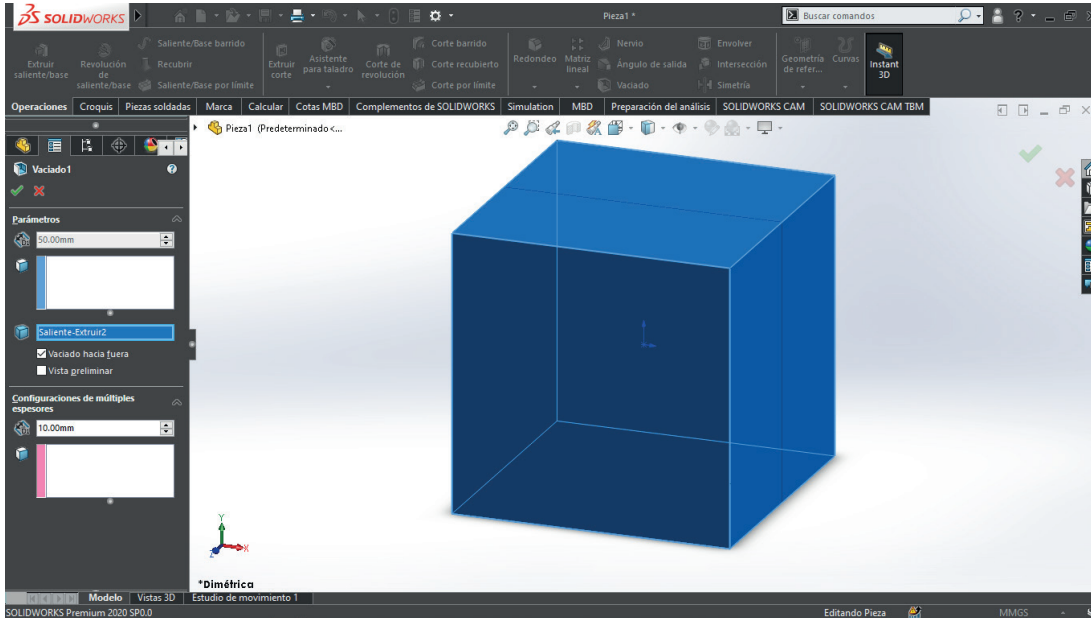 SOLIDWORKS
Pieza1 *
Buscar comandos
Extruir saliente/base
Revolución de saliente/base
Saliente/Base barrido
Recubrir
Saliente/Base por límite
Extruir corte
Asistente para taladro
Corte de revolución
Corte barrido
Corte recubierto
Corte por límite
Redondeo
Matriz lineal
Nervio
Ángulo de salida
Vaciado
Envolver
Intersección
Simetría
Geometría de refer...
Curvas
Instant 3D
Operaciones Croquis Piezas soldadas Marca Calcular Cotas MBD Complementos de SOLIDWORKS Simulation MBD Preparación del análisis SOLIDWORKS CAM SOLIDWORKS CAM TBM
Pieza1 (Predeterminado<...
Vaciado1
Parámetros
50.00mm
Saliente-Extruir2
Vaciado hacia fuera
Vista preliminar
Configuraciones de múltiples
espesores
10.00mm
Y
X
Z
*Dimétrica
Modelo Vistas 3D Estudio de movimiento 1
SOLIDWORKS Premium 2020 SP0.0
Editando Pieza
MMGS